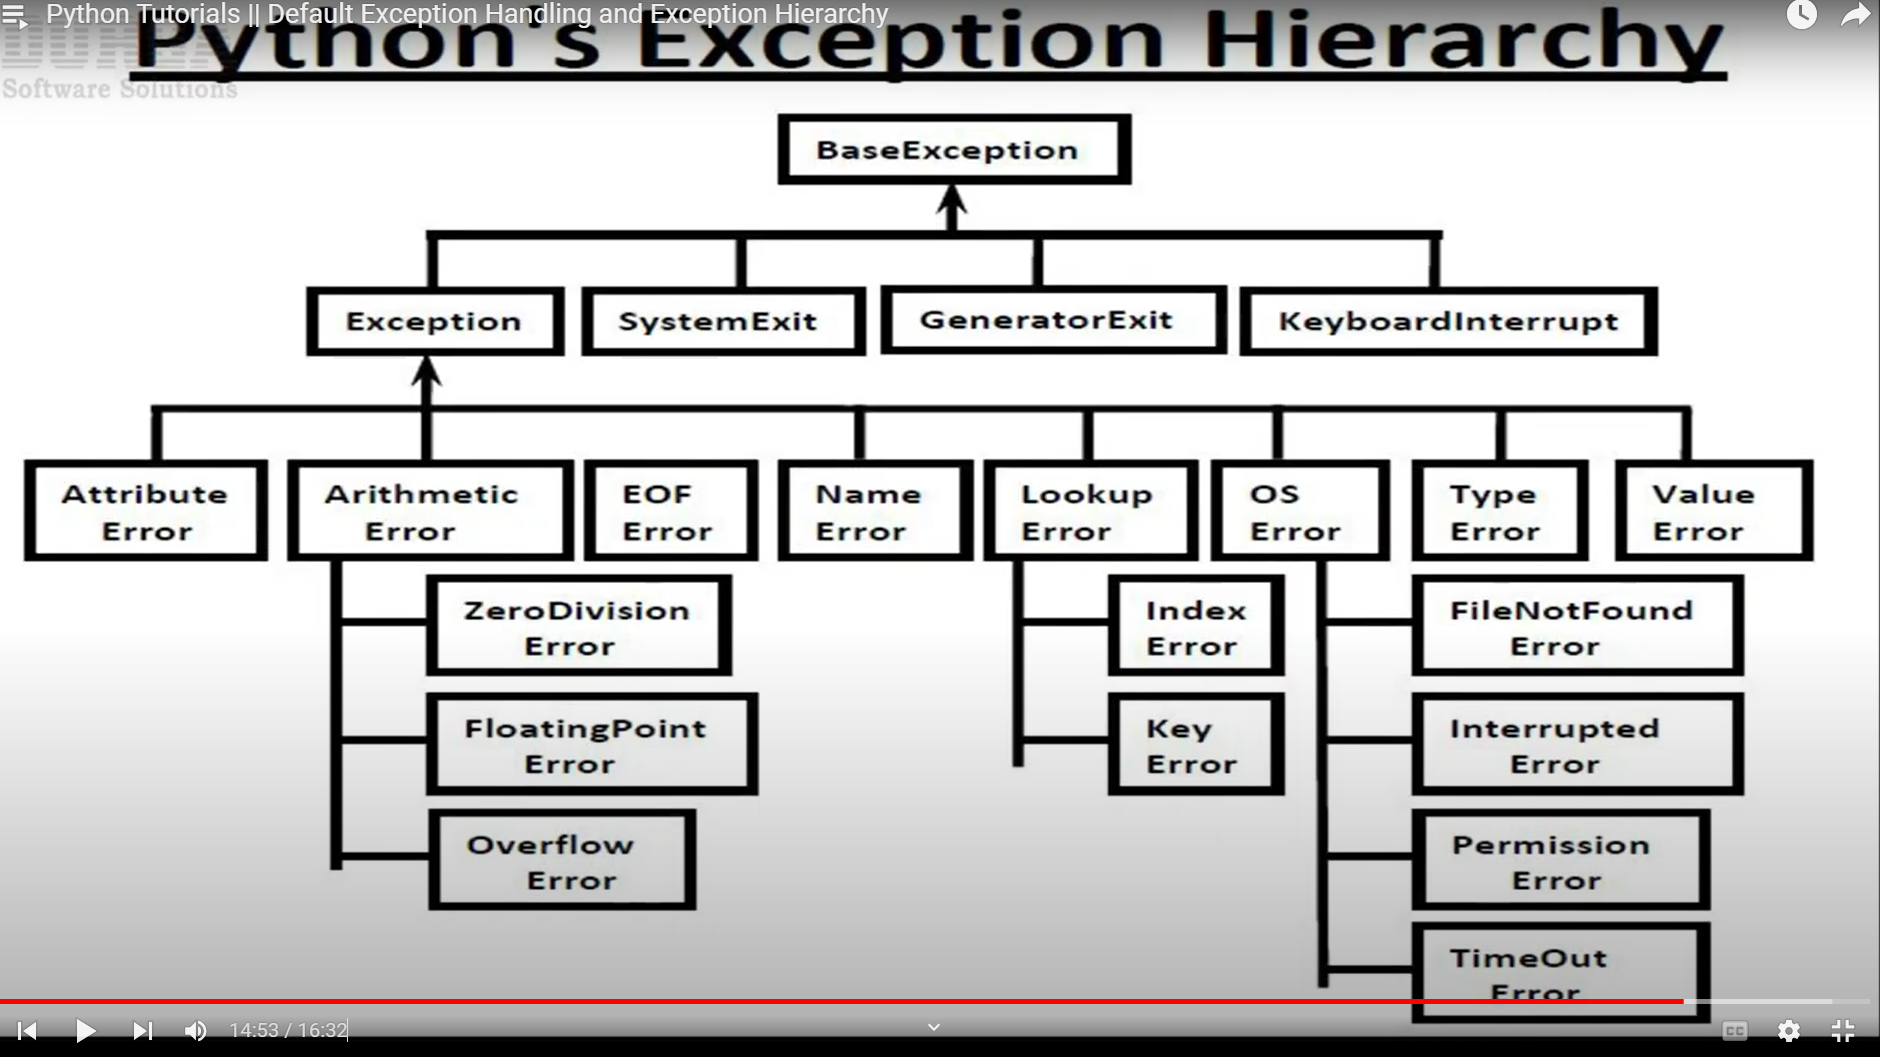 Python Tutorials || Default Exception Handling and Exception Hierarchy
Python's Exception Hierarchy
Software Solutions
BaseException
Exception
SystemExit
GeneratorExit
KeyboardInterrupt
Attribute
Error
Arithmetic
Error
EOF
Error
Name
Error
Lookup
Error
OS
Error
Type
Error
Value
Error
ZeroDivision
Error
FloatingPoint
Error
Overflow
Error
Index
Error
Key
Error
FileNotFound
Error
Interrupted
Error
Permission
Error
TimeOut
Error
14:53 / 16:32
CC